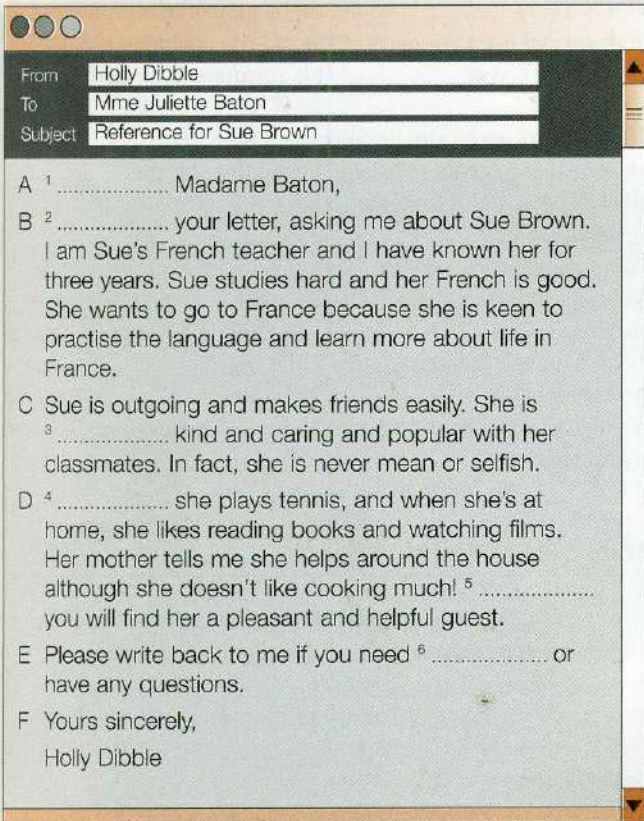 From Holly Dibble
To Mme Juliette Baton
Subject Reference for Sue Brown
A 1 .................... Madame Baton,
B 2 .................... your letter, asking me about Sue Brown.
I am Sue's French teacher and I have known her for
three years. Sue studies hard and her French is good.
She wants to go to France because she is keen to
practise the language and learn more about life in
France.
C Sue is outgoing and makes friends easily. She is
3 .................... kind and caring and popular with her
classmates. In fact, she is never mean or selfish.
D 4 .................... she plays tennis, and when she's at
home, she likes reading books and watching films.
Her mother tells me she helps around the house
although she doesn't like cooking much! 5 ....................
you will find her a pleasant and helpful guest.
E Please write back to me if you need 6 .................... or
have any questions.
F Yours sincerely,
Holly Dibble